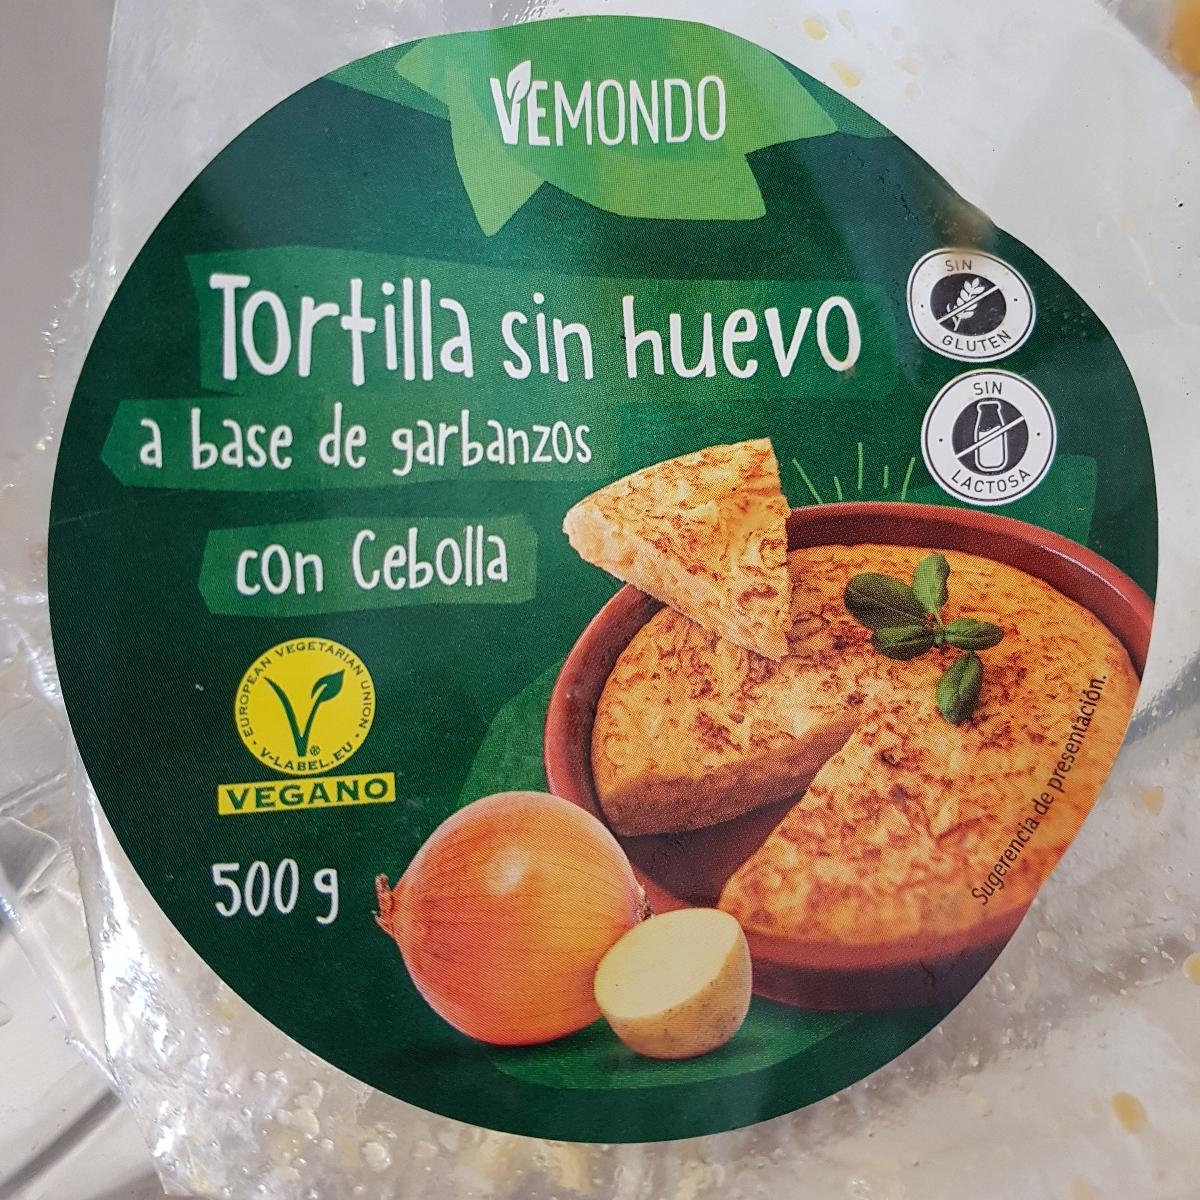 VEMONDO
Tortilla sin huevo
a base de garbanzos
con Cebolla
SIN
GLUTEN
SIN
LACTOSA
EUROPEAN VEGETARIAN UNION
V-LABEL.EU
®
VEGANO
500 g
Sugerencia de presentación.